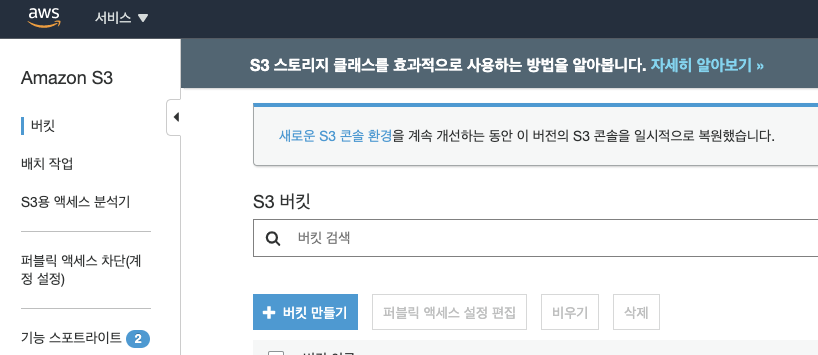 aws
서비스
S3 스토리지 클래스를 효과적으로 사용하는 방법을 알아봅니다. 자세히 알아보기 »
Amazon S3
버킷
배치 작업
S3용 액세스 분석기
퍼블릭 액세스 차단(계
정 설정)
기능 스포트라이트 2
새로운 S3 콘솔 환경을 계속 개선하는 동안 이 버전의 S3 콘솔을 일시적으로 복원했습니다.
S3 버킷
버킷 검색
+ 버킷 만들기
퍼블릭 액세스 설정 편집
비우기
삭제